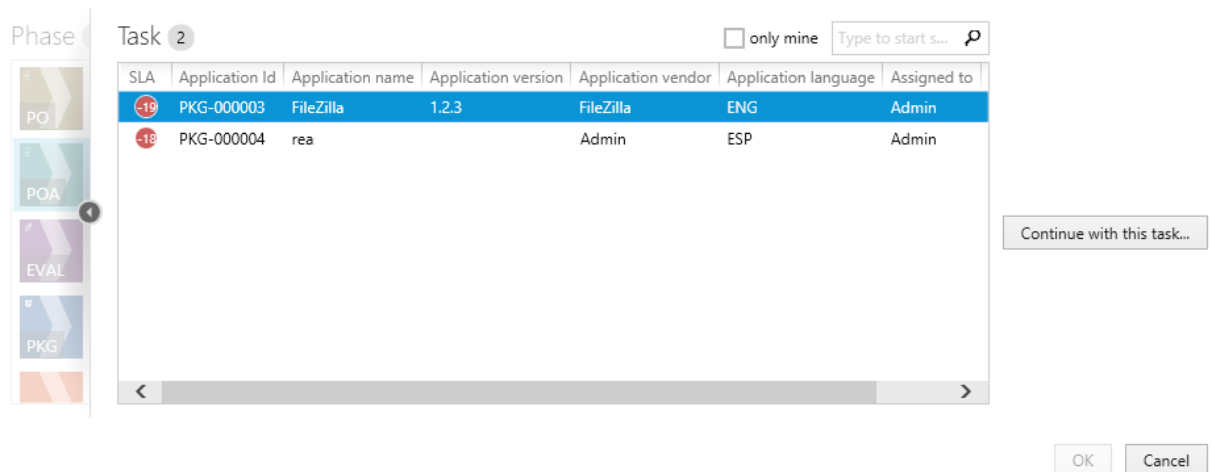 Phase
Task 2
only mine
Type to start s...
SLA Application Id Application name Application version Application vendor Application language Assigned to
-19 PKG-000003 FileZilla 1.2.3 FileZilla ENG Admin
-18 PKG-000004 rea Admin ESP Admin
PO
POA
EVAL
PKG
Continue with this task...
OK Cancel